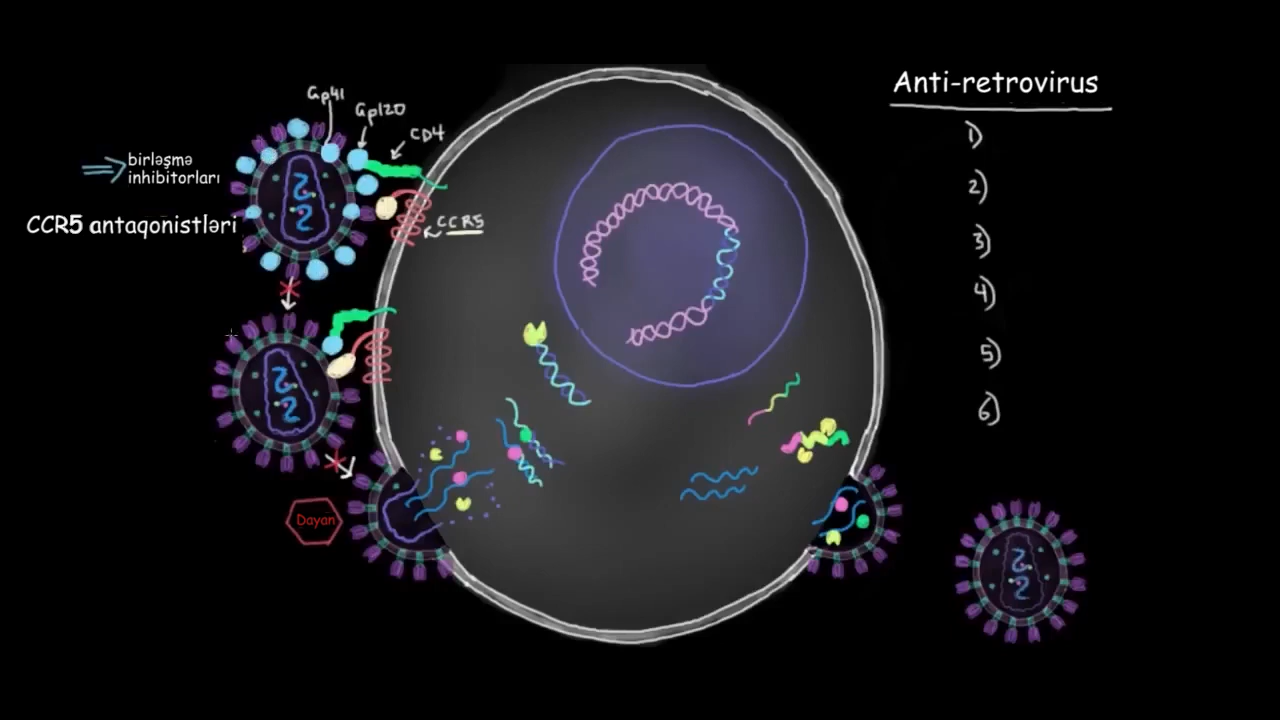 Gp41
Gp120
CD4
birləşmə
inhibitorları
CCR5 antaqonistləri
CCR5
Dayan
Anti-retrovirus
1)
2)
3)
4)
5)
6)